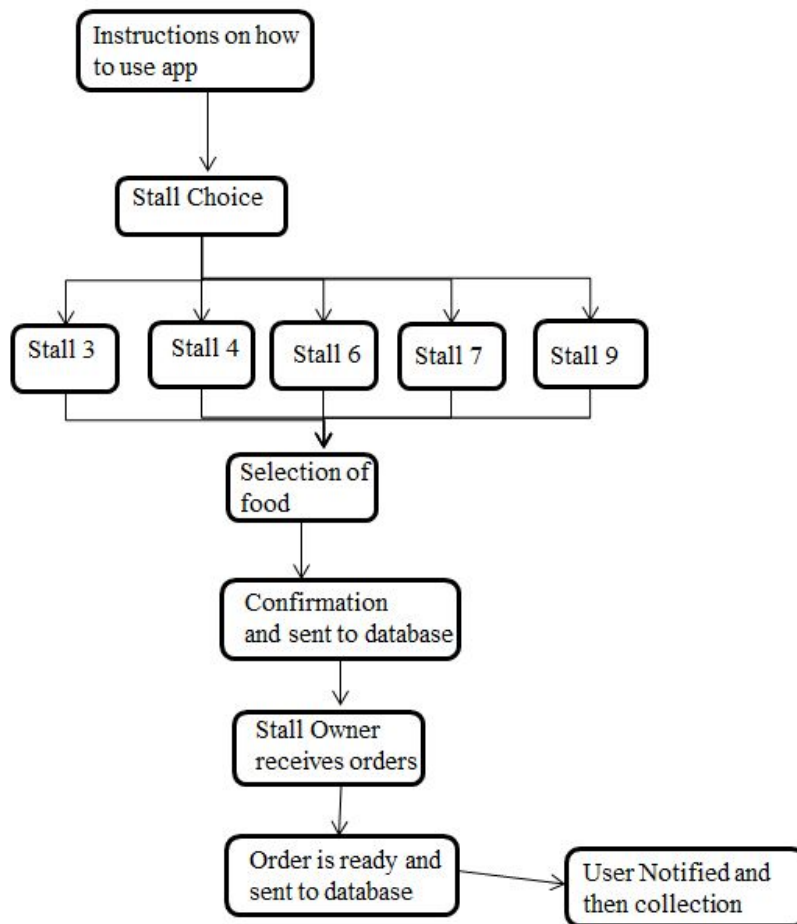 Instructions on how
to use app
Stall Choice
Stall 3
Stall 4
Stall 6
Stall 7
Stall 9
Selection of
food
Confirmation
and sent to database
Stall Owner
receives orders
Order is ready and
sent to database
User Notified and
then collection